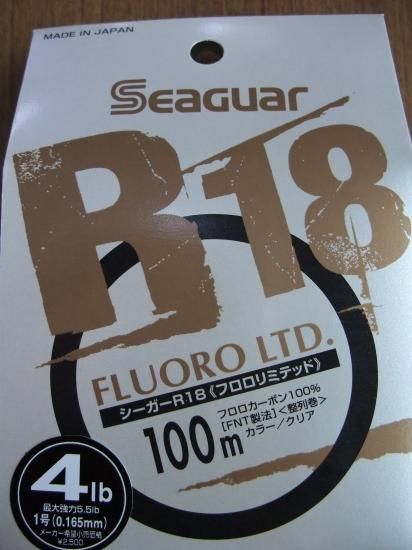 MADE IN JAPAN
Seaguar
R18
FLUORO LTD.
シーガーR18《フロロリミテッド》
100m
フロロカーボン100%
[FNT製法]<整列巻>
カラー/クリア
4lb
最大強力5.5lb
1号(0.165mm)
メーカー希望小売価格
¥2,500